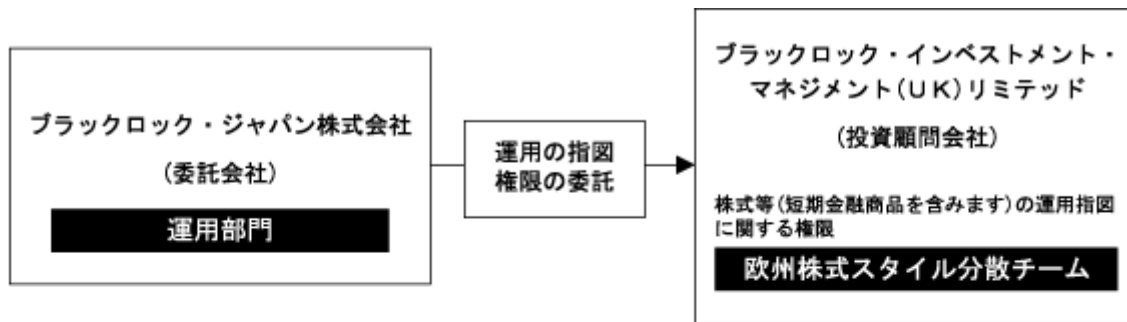 ブラックロック・ジャパン株式会社
(委託会社)
運用部門
運用の指図
権限の委託
ブラックロック・インベストメント・
マネジメント(UK)リミテッド
(投資顧問会社)
株式等(短期金融商品を含みます)の運用指図
に関する権限
欧州株式スタイル分散チーム